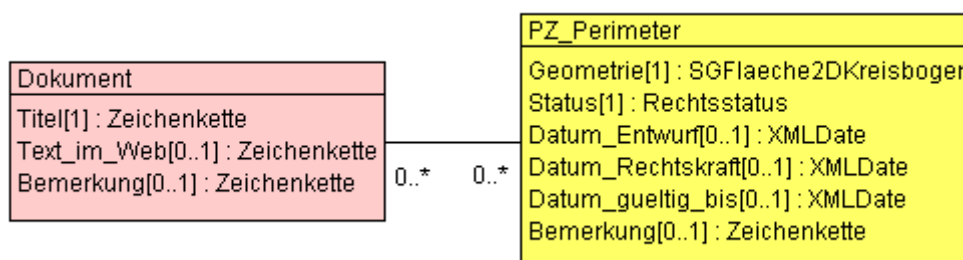 Dokument
Titel[1] : Zeichenkette
Text_im_Web[0..1] : Zeichenkette
Bemerkung[0..1] : Zeichenkette
0..*
0..*
PZ_Perimeter
Geometrie[1] : SGFlaeche2DKreisboger
Status[1] : Rechtsstatus
Datum_Entwurf[0..1] : XMLDate
Datum_Rechtskraft[0..1] : XMLDate
Datum_gueltig_bis[0..1] : XMLDate
Bemerkung[0..1] : Zeichenkette